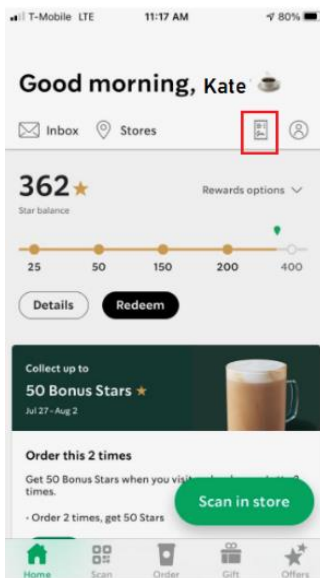 T-Mobile LTE 11:17 AM 80%
Good morning, Kate
Inbox Stores
362
Rewards options
Star balance
25 50 150 200 400
Details Redeem
Collect up to
50 Bonus Stars
Jul 27 - Aug 2
Order this 2 times
Get 50 Bonus Stars when you
times.
Scan in store
- Order 2 times, get 50 Stars
Home Scan Order Gift Offers